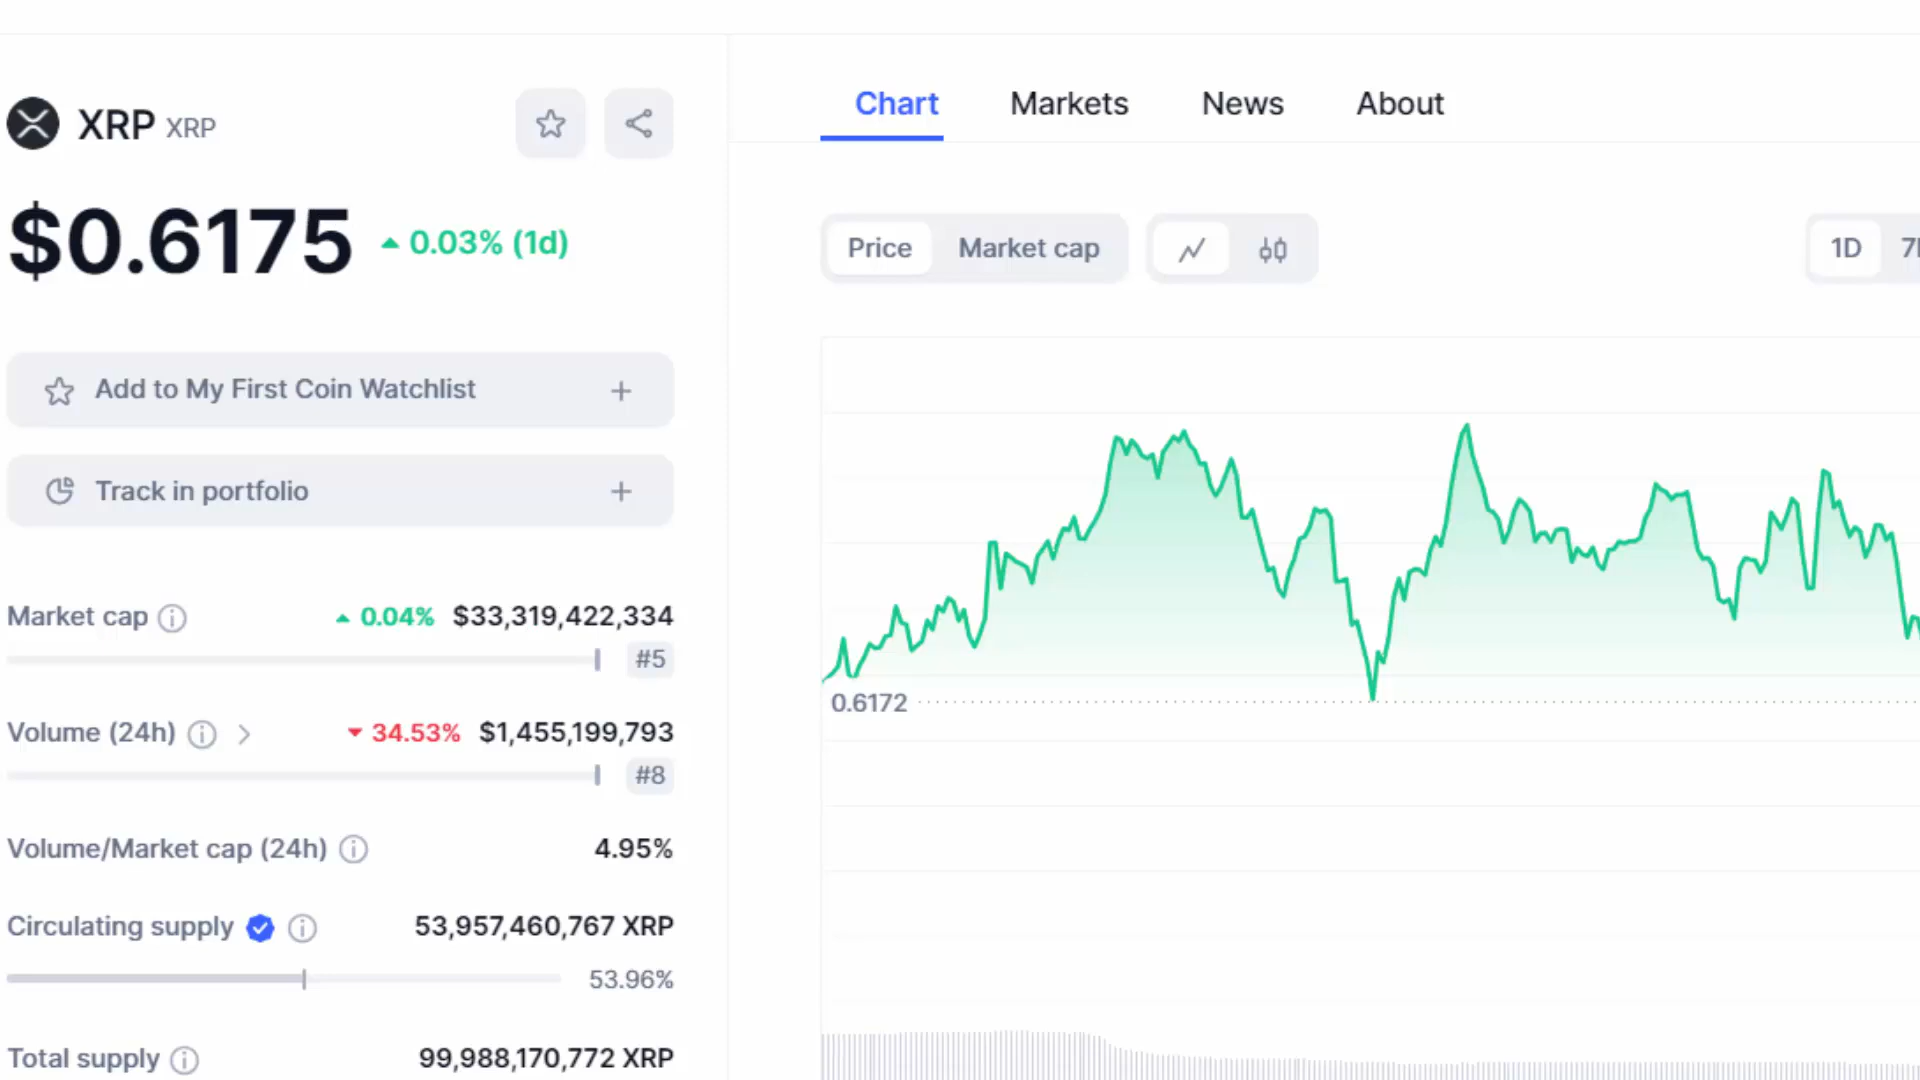 XRP XRP
$0.6175 0.03% (1d)
Add to My First Coin Watchlist
Track in portfolio
Market cap 0.04% $33,319,422,334
#5
Volume (24h) 34.53% $1,455,199,793
#8
Volume/Market cap (24h) 4.95%
Circulating supply 53,957,460,767 XRP
53.96%
Total supply 99,988,170,772 XRP
Chart Markets News About
Price Market cap 1D
0.6172